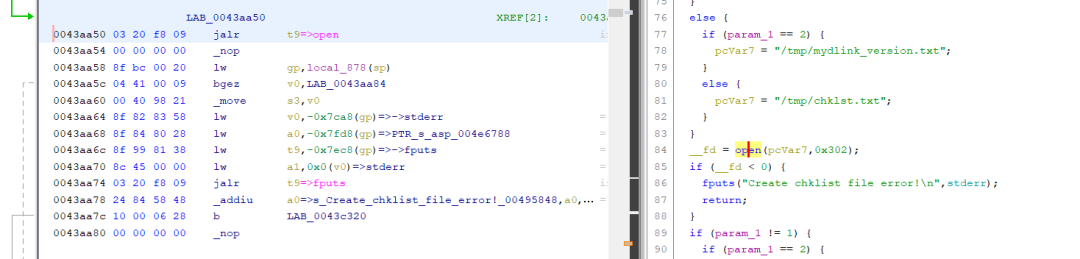 LAB_0043aa50 XREF[2]: 0043a
0043aa50 03 20 f8 09 jalr t9=>open
0043aa54 00 00 00 00 _nop
0043aa58 8f bc 00 20 lw gp,local_878(sp)
0043aa5c 04 41 00 09 bgez v0,LAB_0043aa84
0043aa60 00 40 98 21 _move s3,v0
0043aa64 8f 82 83 58 lw v0,-0x7ca8(gp)=>->stderr =
0043aa68 8f 84 80 28 lw a0,-0x7fd8(gp)=>PTR_s_asp_004e6788 =
0043aa6c 8f 99 81 38 lw t9,-0x7ec8(gp)=>->fputs =
0043aa70 8c 45 00 00 lw a1,0x0(v0)=>stderr =
0043aa74 03 20 f8 09 jalr t9=>fputs
0043aa78 24 84 58 48 _addiu a0=>s_Create_chklist_file_error!_00495848,a0,... =
0043aa7c 10 00 06 28 b LAB_0043c320
0043aa80 00 00 00 00 _nop
75 }
76 else {
77 if (param_1 == 2) {
78 pcVar7 = "/tmp/mydlink_version.txt";
79 }
80 else {
81 pcVar7 = "/tmp/chklst.txt";
82 }
83 }
84 __fd = open(pcVar7,0x302);
85 if (__fd < 0) {
86 fputs("Create chklist file error!\n",stderr);
87 return;
88 }
89 if (param_1 != 1) {
90 if (param_1 == 2) {